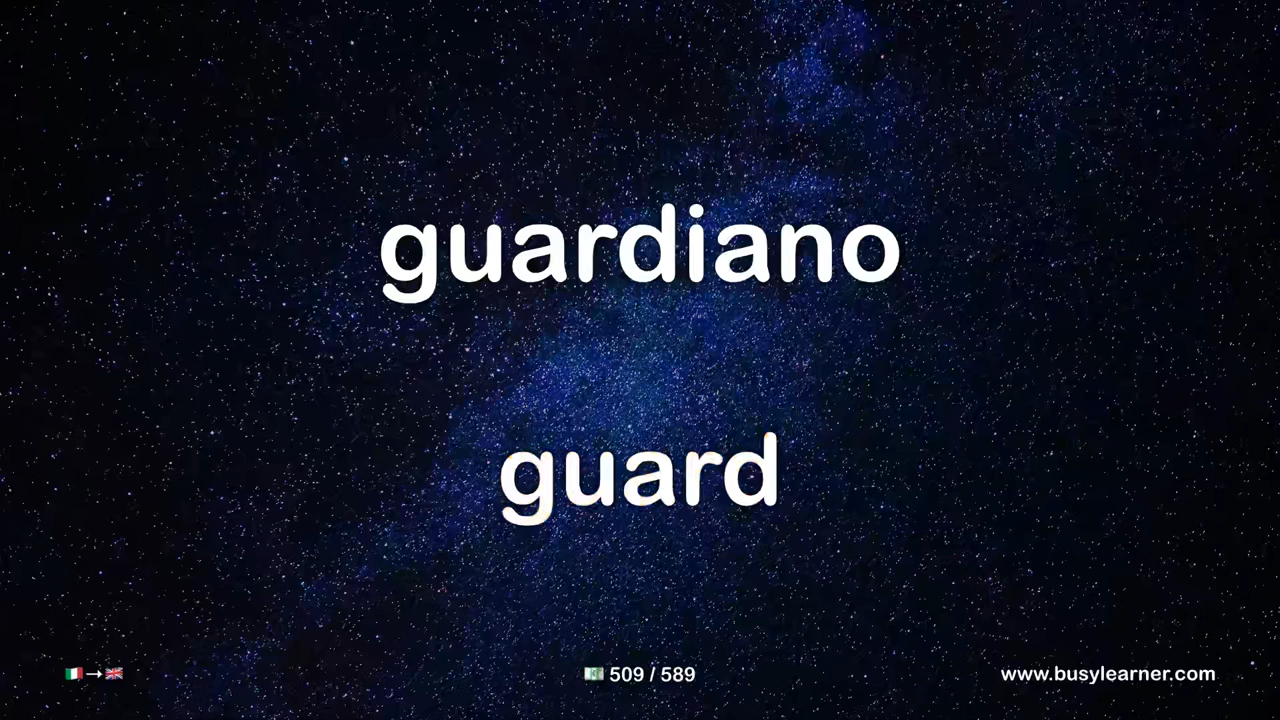 guardiano
guard
🇮🇹→🇬🇧
💵 509 / 589
www.busylearner.com